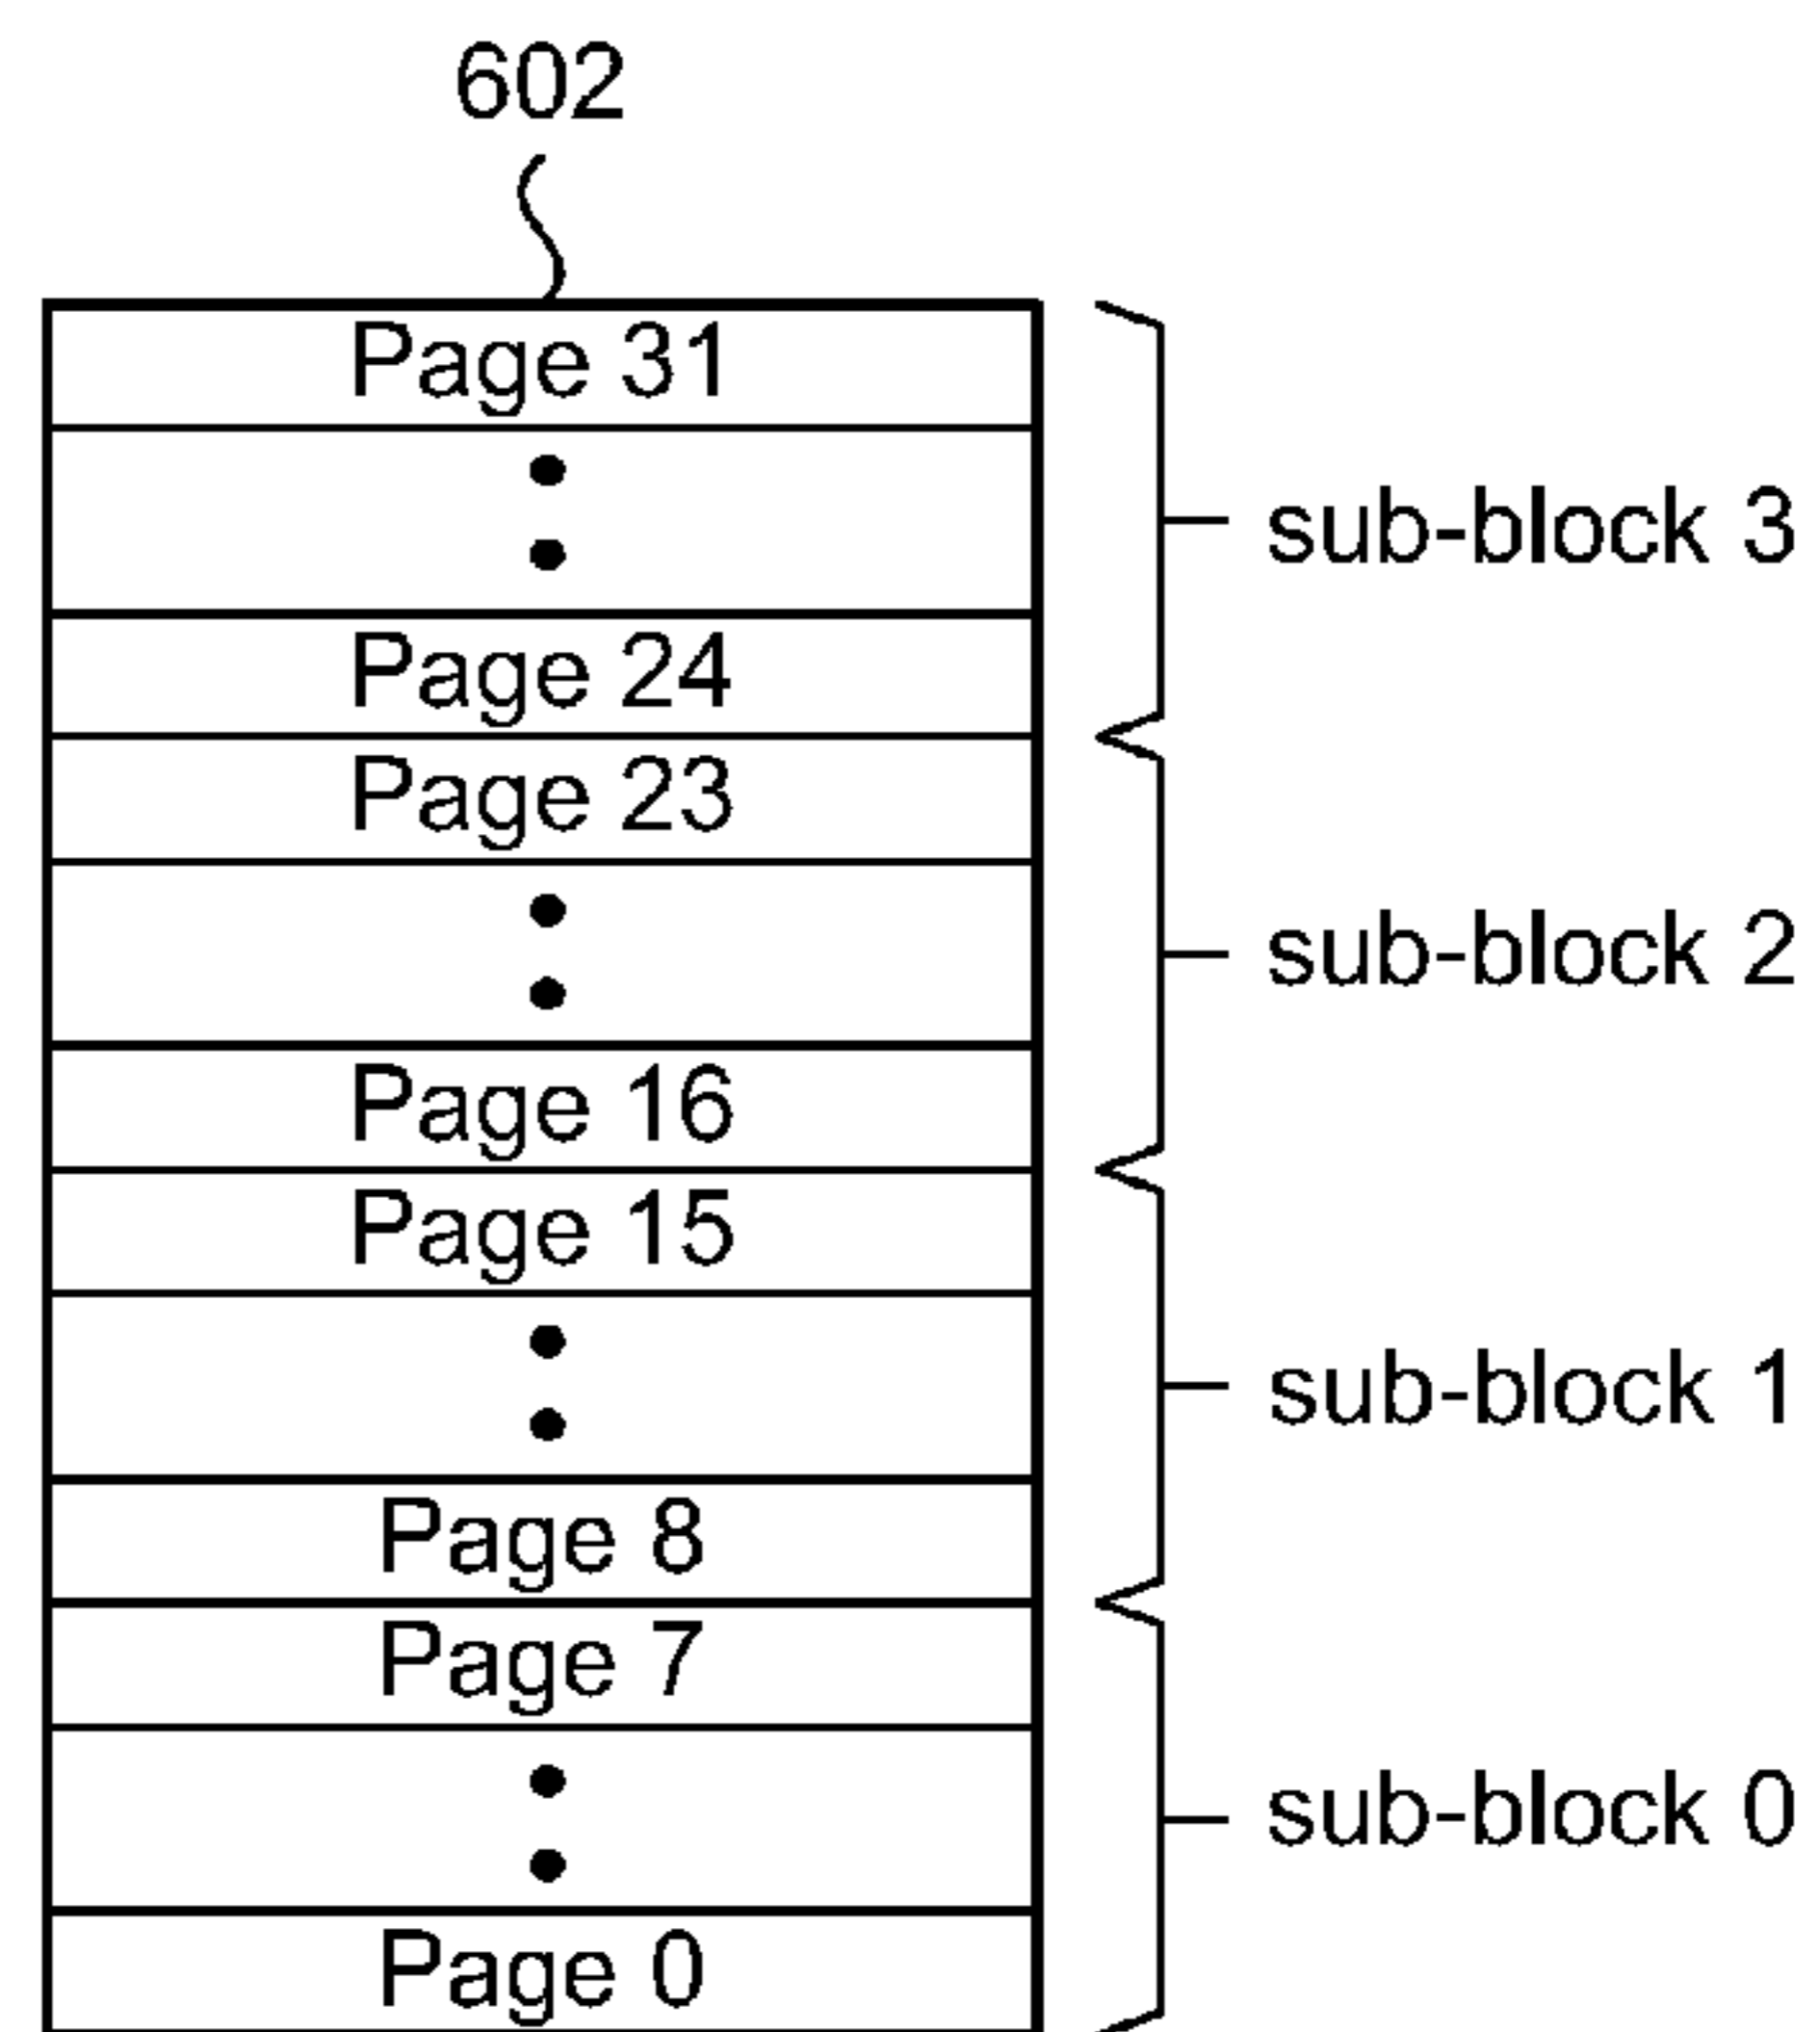 602
Page 31
sub-block 3
Page 24
Page 23
sub-block 2
Page 16
Page 15
sub-block 1
Page 8
Page 7
sub-block 0
Page 0